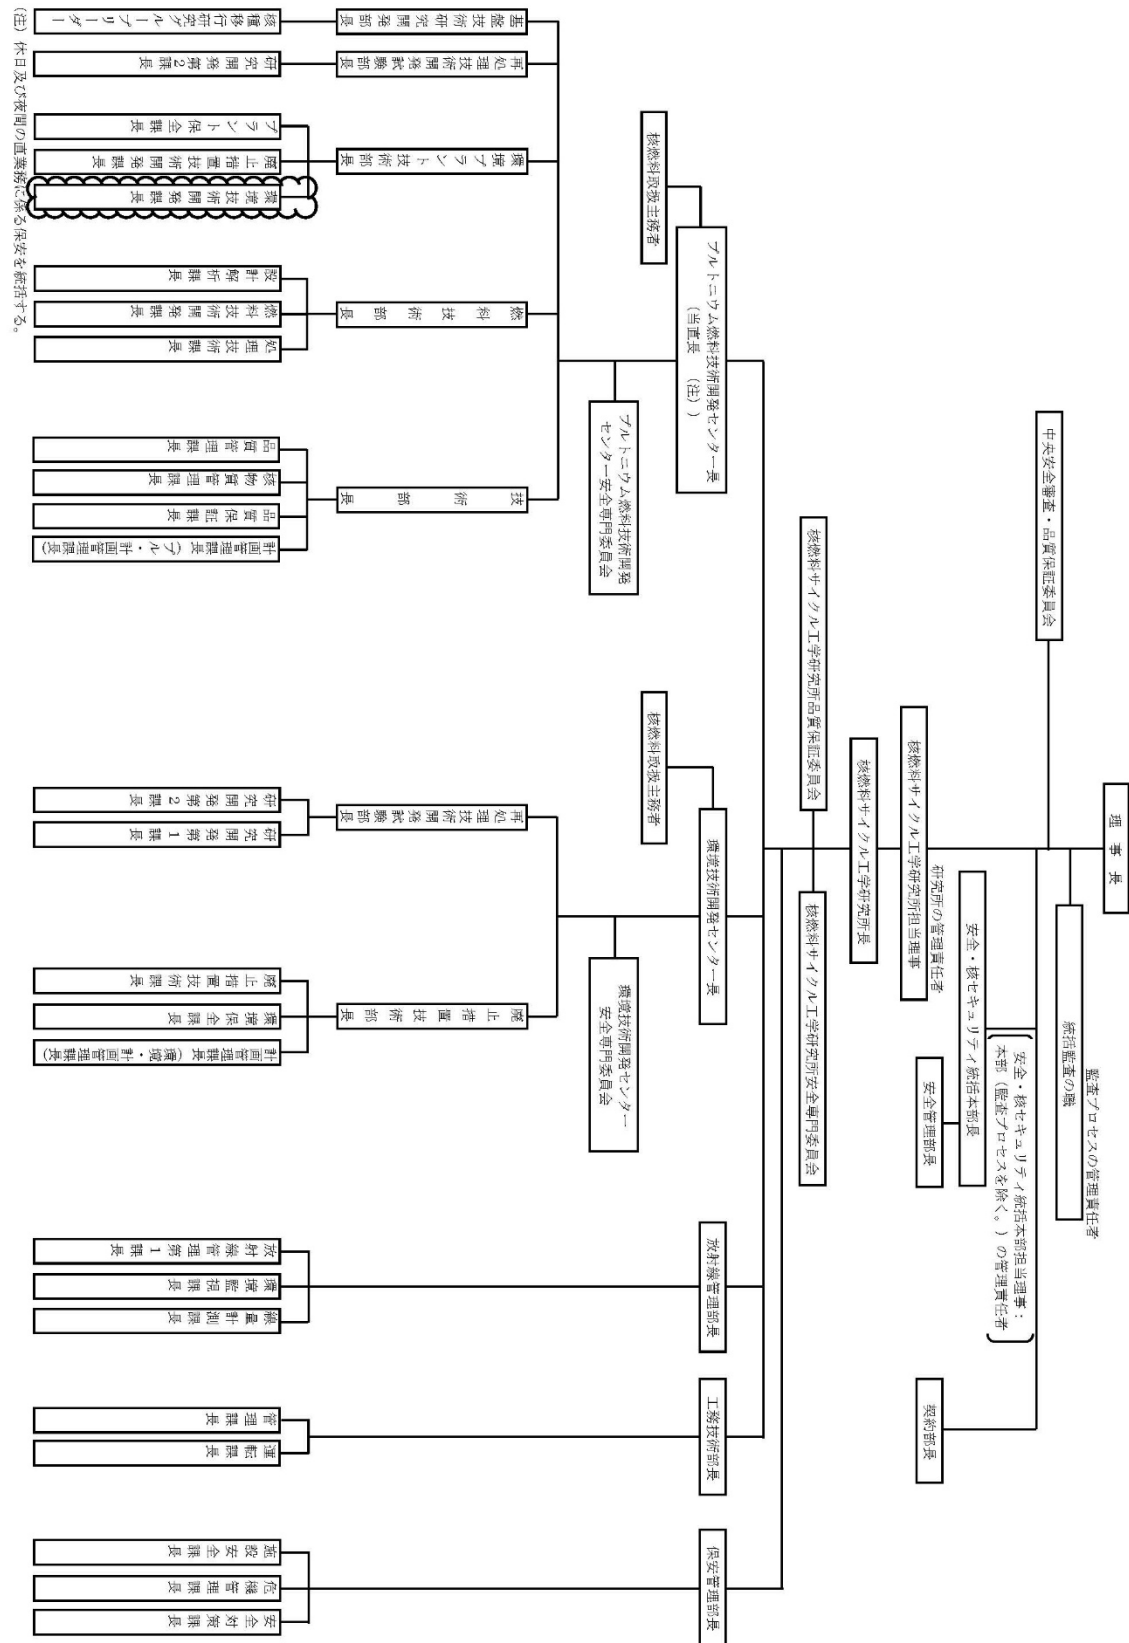 理事長
監査プロセスの管理責任者
統括監査の職
中央安全審査・品質保証委員会
安全・核セキュリティ統括本部担当理事：
本部（監査プロセスを除く。）の管理責任者
安全・核セキュリティ統括本部長
安全管理部長
契約部長
研究所の管理責任者
核燃料サイクル工学研究所担当理事
核燃料サイクル工学研究所長
核燃料サイクル工学研究所品質保証委員会
核燃料サイクル工学研究所安全専門委員会
プルトニウム燃料技術開発センター長
（当直長 （注））
核燃料取扱主務者
プルトニウム燃料技術開発
センター安全専門委員会
環境技術開発センター長
核燃料取扱主務者
環境技術開発センター
安全専門委員会
放射線管理部長
工務技術部長
保安管理部長
基盤技術研究開発部長
核種移行研究グループリーダー
再処理技術開発試験部長
研究開発第2課長
環境プラント技術部長
プラント保全課長
廃止措置技術開発課長
環境技術開発課長
燃料技術部長
設計解析課長
燃料技術開発課長
処理技術課長
技術部長
品質管理課長
核物質管理課長
品質保証課長
計画管理課長（プル・計画管理課長）
再処理技術開発試験部長
研究開発第2課長
研究開発第1課長
廃止措置技術部長
廃止措置技術課長
環境保全課長
計画管理課長（環境・計画管理課長）
放射線管理第1課長
環境監視課長
線量計測課長
管理課長
運転課長
施設安全課長
危機管理課長
安全対策課長
（注）休日及び夜間の直業務に係る保安を統括する。